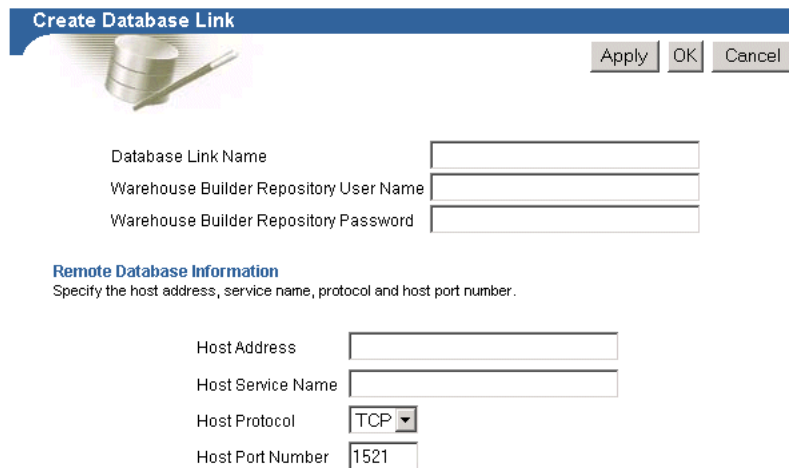 Create Database Link
Apply OK Cancel
Database Link Name
Warehouse Builder Repository User Name
Warehouse Builder Repository Password
Remote Database Information
Specify the host address, service name, protocol and host port number.
Host Address
Host Service Name
Host Protocol TCP
Host Port Number 1521